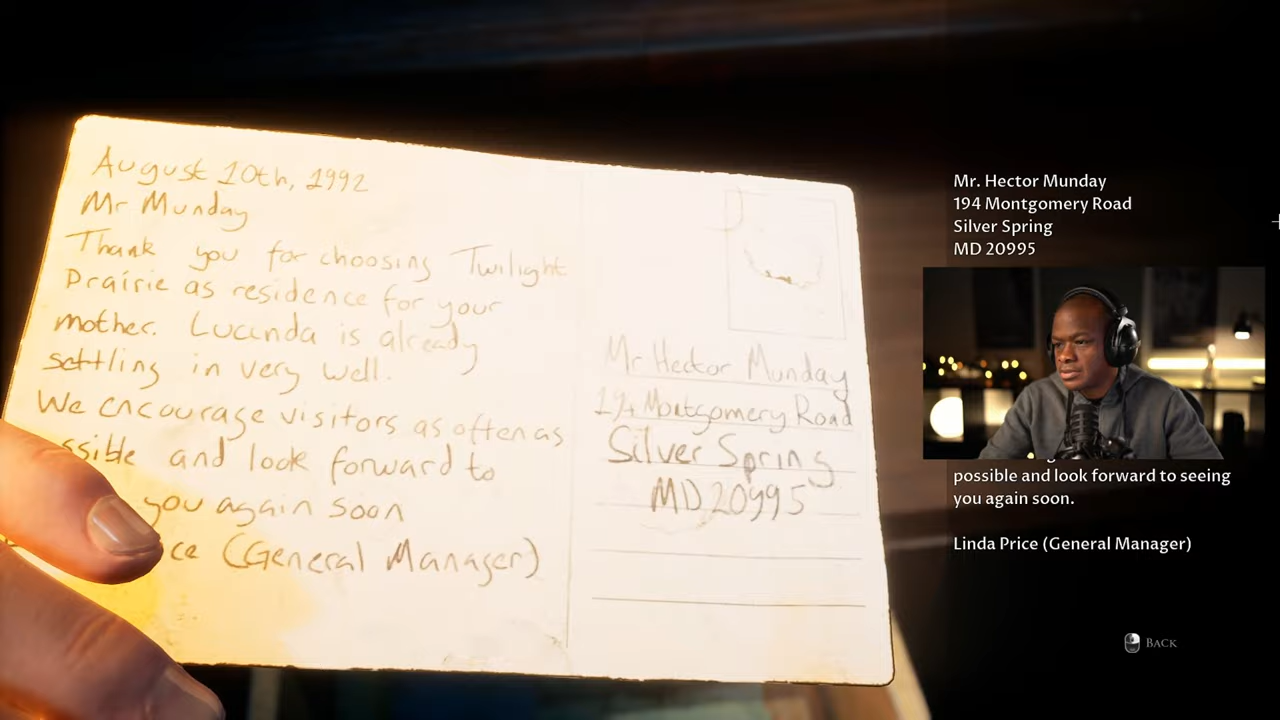 August 10th, 1992
Mr Munday
Thank you for choosing Twilight
Prairie as residence for your
mother. Lucinda is already
settling in very well.
We encourage visitors as often as
ssible and look forward to
you again soon
ce (General Manager)
Mr Hector Munday
194 Montgomery Road
Silver Spring
MD 20995
Mr. Hector Munday
194 Montgomery Road
Silver Spring
MD 20995
possible and look forward to seeing
you again soon.
Linda Price (General Manager)
BACK